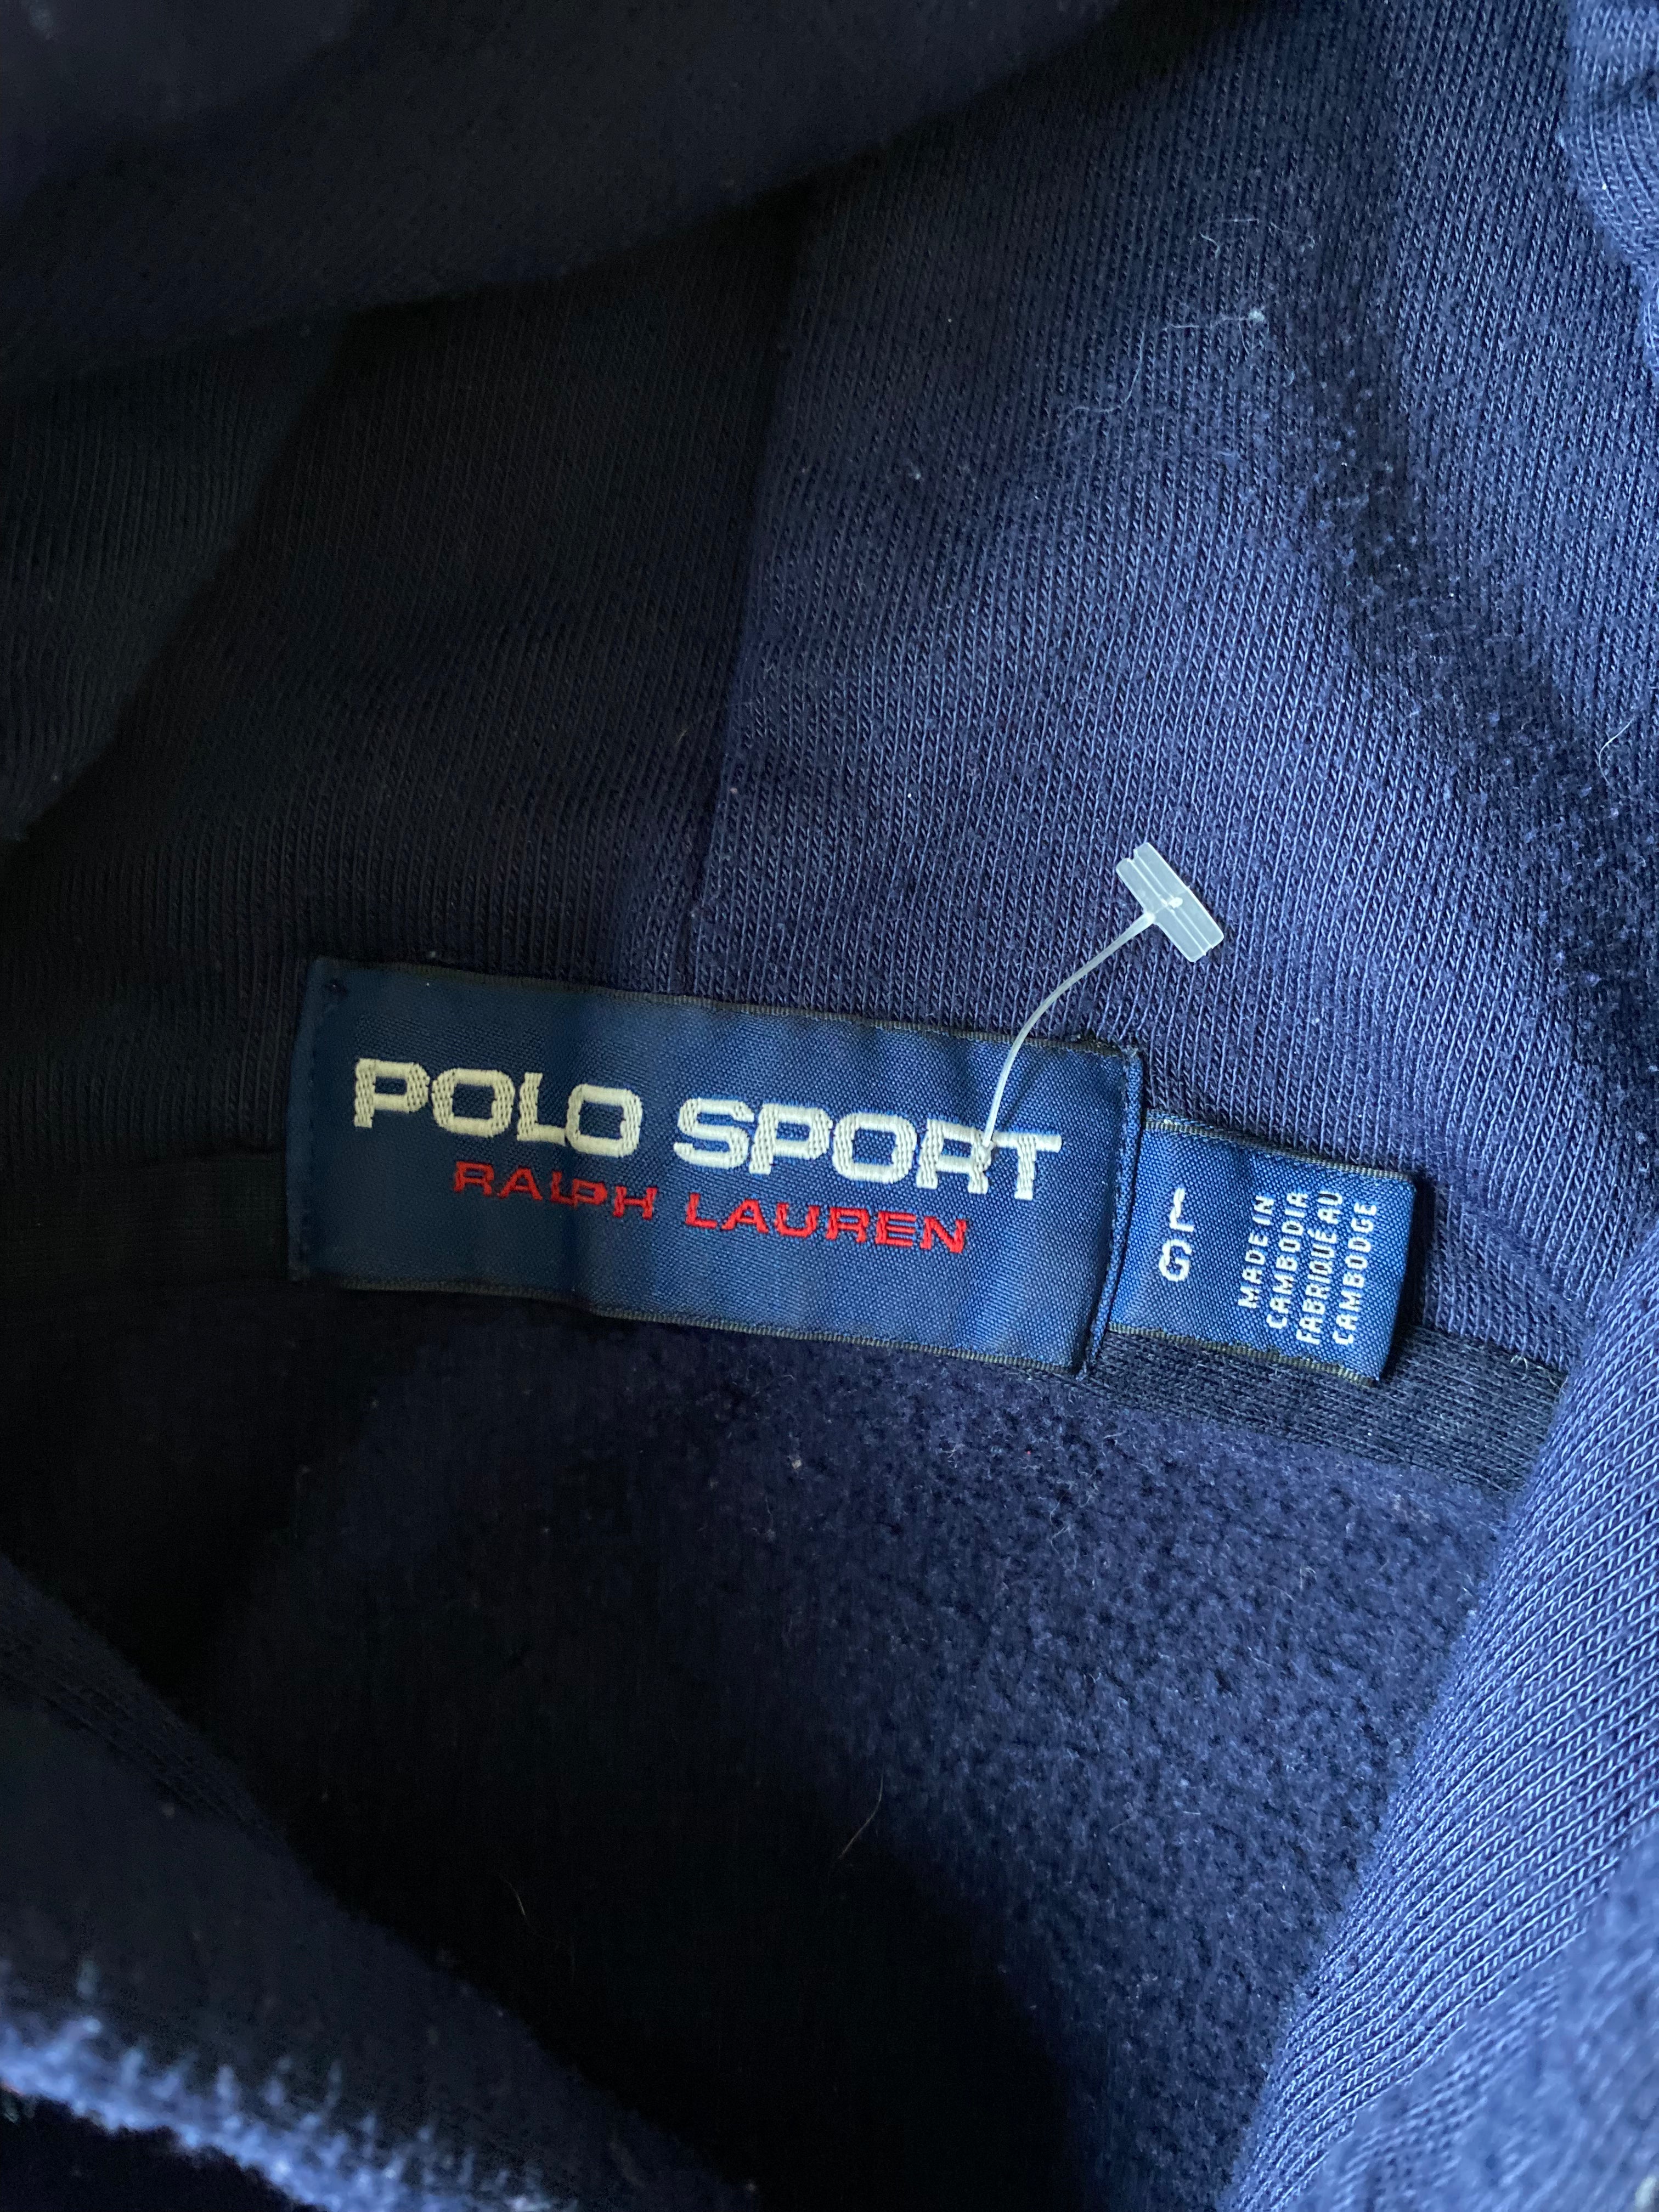 POLO SPORT
RALPH LAUREN
L
G
MADE IN
CAMBODIA
FABRIQUÉ AU
CAMBODGE